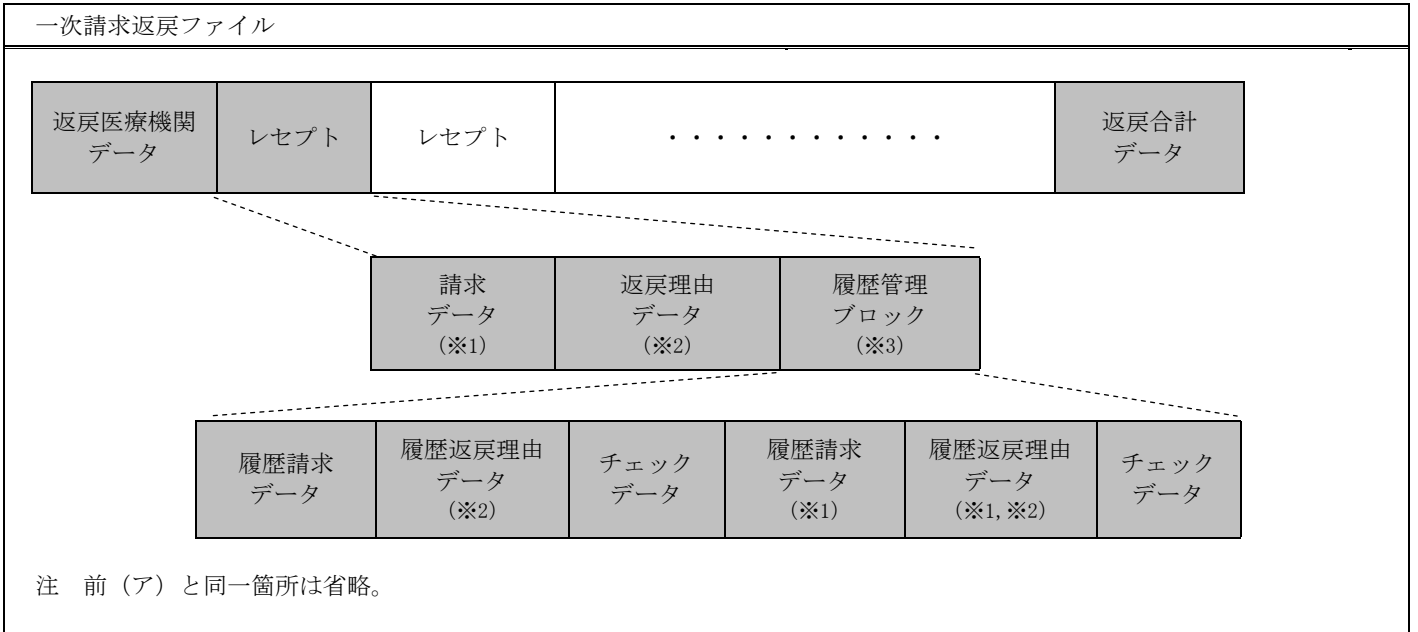 一次請求返戻ファイル
返戻医療機関
データ
レセプト
レセプト
・・・・・・・・・・・・
返戻合計
データ
請求
データ
(※1)
返戻理由
データ
(※2)
履歴管理
ブロック
(※3)
履歴請求
データ
履歴返戻理由
データ
(※2)
チェック
データ
履歴請求
データ
(※1)
履歴返戻理由
データ
(※1,※2)
チェック
データ
注　前（ア）と同一箇所は省略。